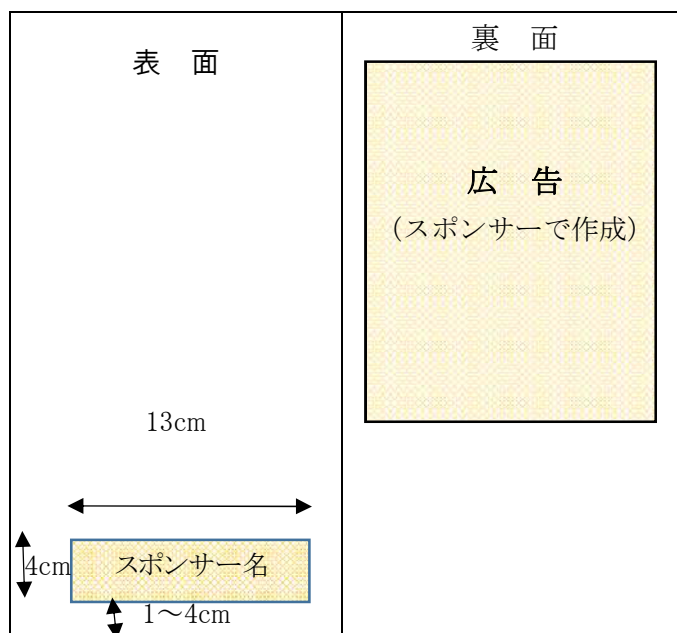 表　面
13cm
4cm
スポンサー名
1～4cm
裏　面
広　告
(スポンサーで作成)